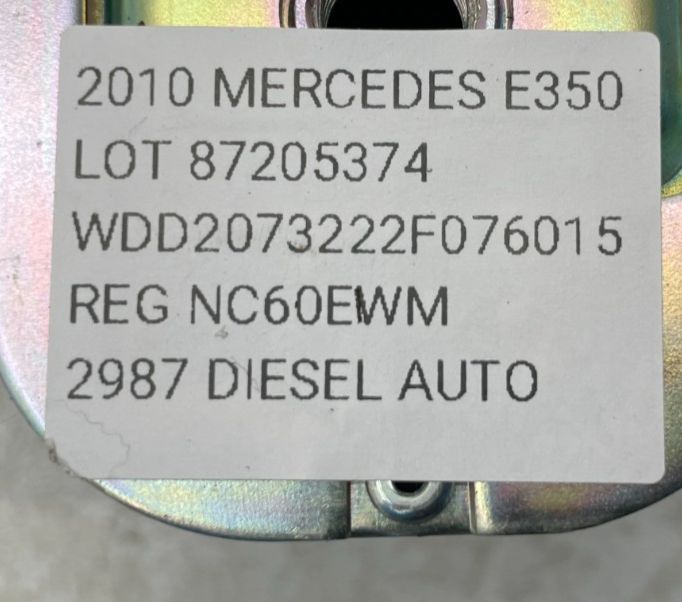 2010 MERCEDES E350
LOT 87205374
WDD2073222F076015
REG NC60EWM
2987 DIESEL AUTO